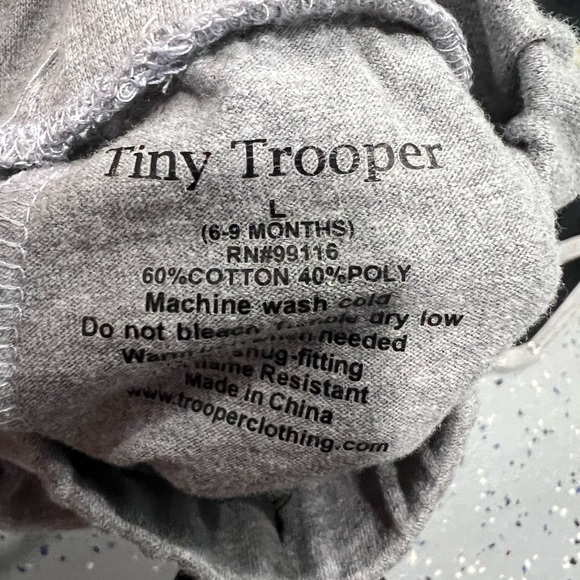 Tiny Trooper
L
(6-9 MONTHS)
RN#99116
60%COTTON 40%POLY
Machine wash cold
Do not bleach dry low
needed
snug-fitting
Resistant
Made in China
www.trooperclothing.com